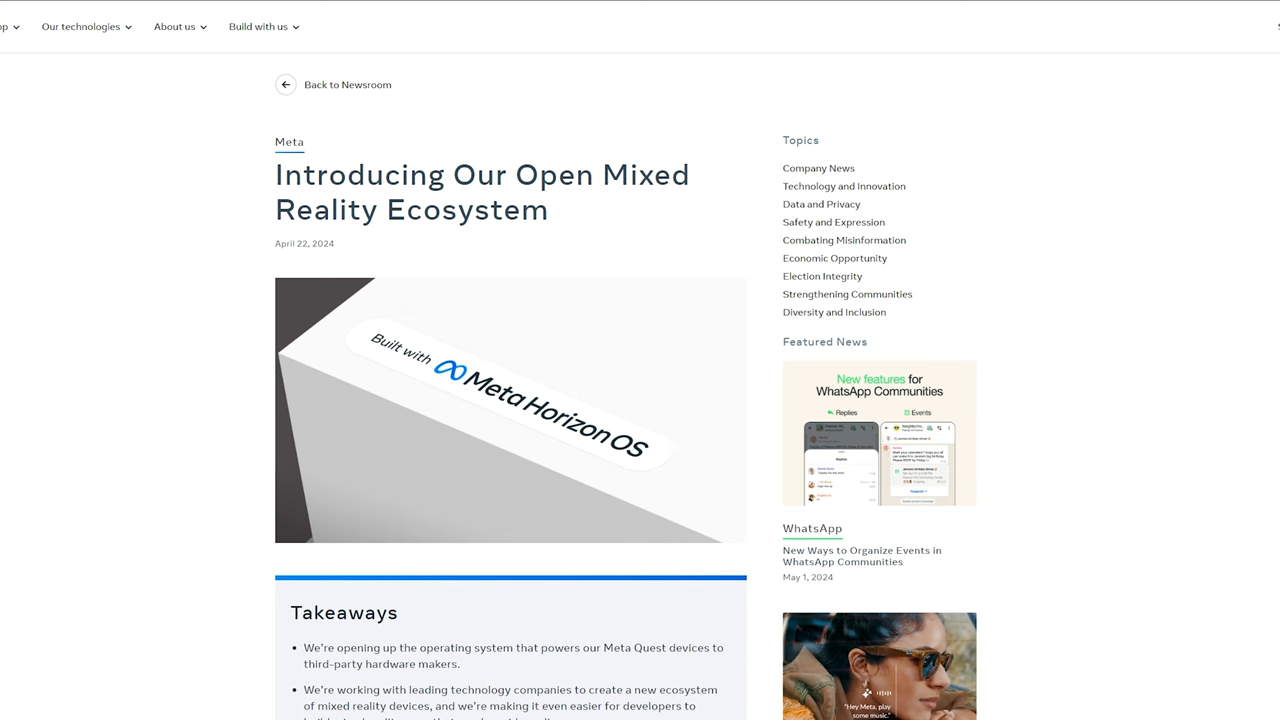 op
Our technologies
About us
Build with us
Back to Newsroom
Meta
Introducing Our Open Mixed
Reality Ecosystem
April 22, 2024
Built with Meta Horizon OS
Takeaways
• We're opening up the operating system that powers our Meta Quest devices to
third-party hardware makers.
• We're working with leading technology companies to create a new ecosystem
of mixed reality devices, and we're making it even easier for developers to
Topics
Company News
Technology and Innovation
Data and Privacy
Safety and Expression
Combating Misinformation
Economic Opportunity
Election Integrity
Strengthening Communities
Diversity and Inclusion
Featured News
New features for
WhatsApp Communities
Replies
Events
WhatsApp
New Ways to Organize Events in
WhatsApp Communities
May 1, 2024
"Hey Meta, play
some music."